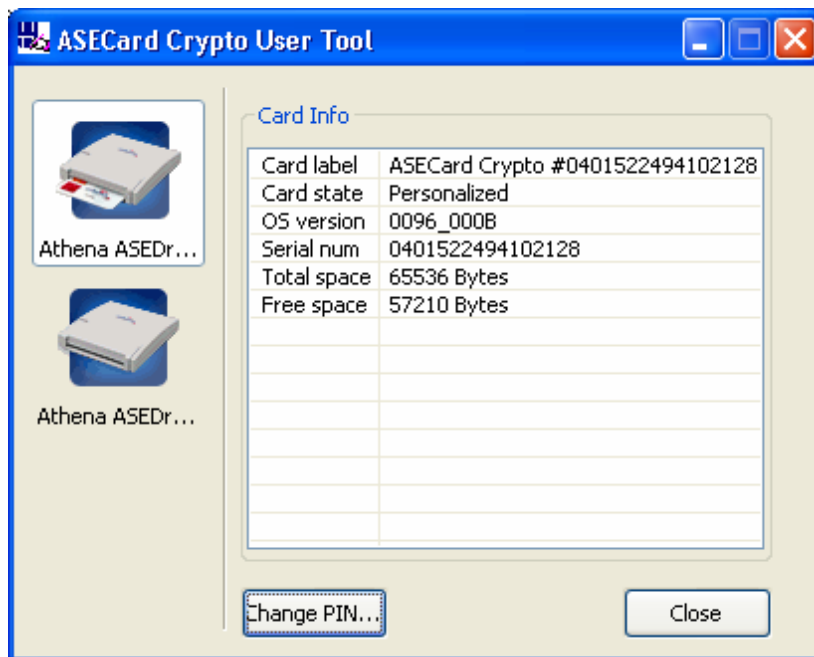 ASECard Crypto User Tool
Athena ASEDr...
Athena ASEDr...
Card Info
Card label ASECard Crypto #0401522494102128
Card state Personalized
OS version 0096_000B
Serial num 0401522494102128
Total space 65536 Bytes
Free space 57210 Bytes
Change PIN...
Close